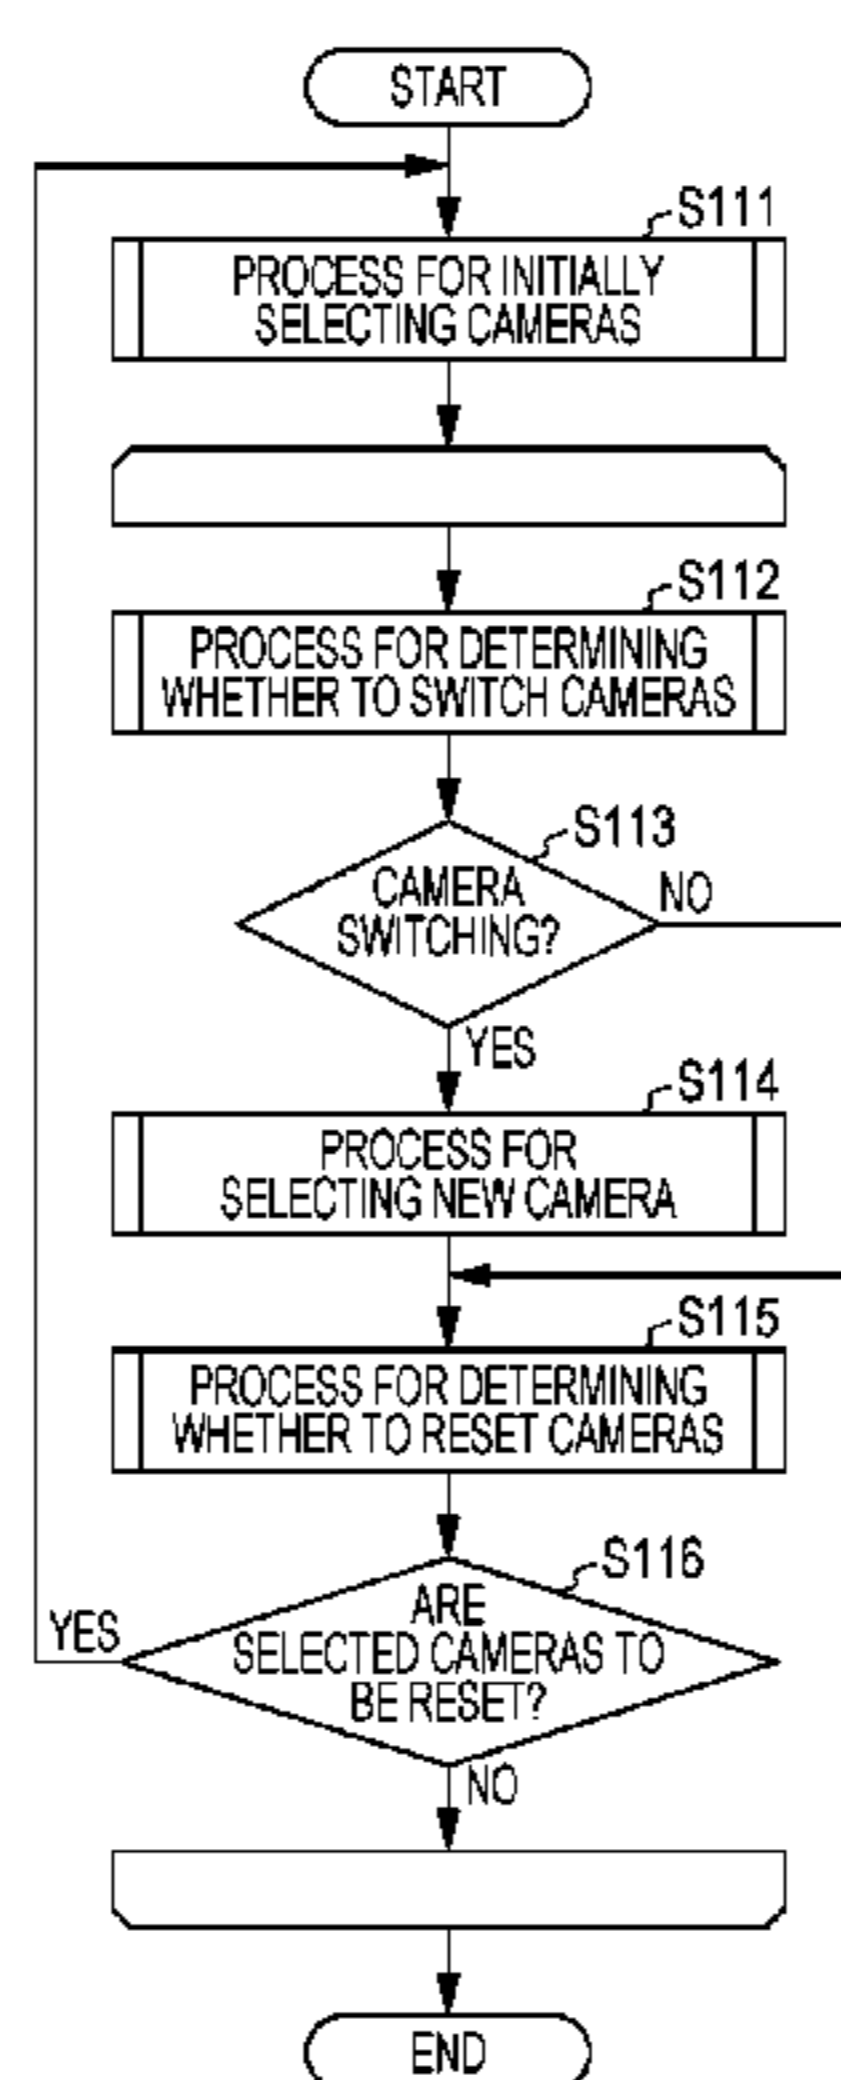 START
S111
PROCESS FOR INITIALLY
SELECTING CAMERAS
S112
PROCESS FOR DETERMINING
WHETHER TO SWITCH CAMERAS
S113
CAMERA
SWITCHING?
NO
YES
S114
PROCESS FOR
SELECTING NEW CAMERA
S115
PROCESS FOR DETERMINING
WHETHER TO RESET CAMERAS
S116
ARE
SELECTED CAMERAS TO
BE RESET?
YES
NO
END